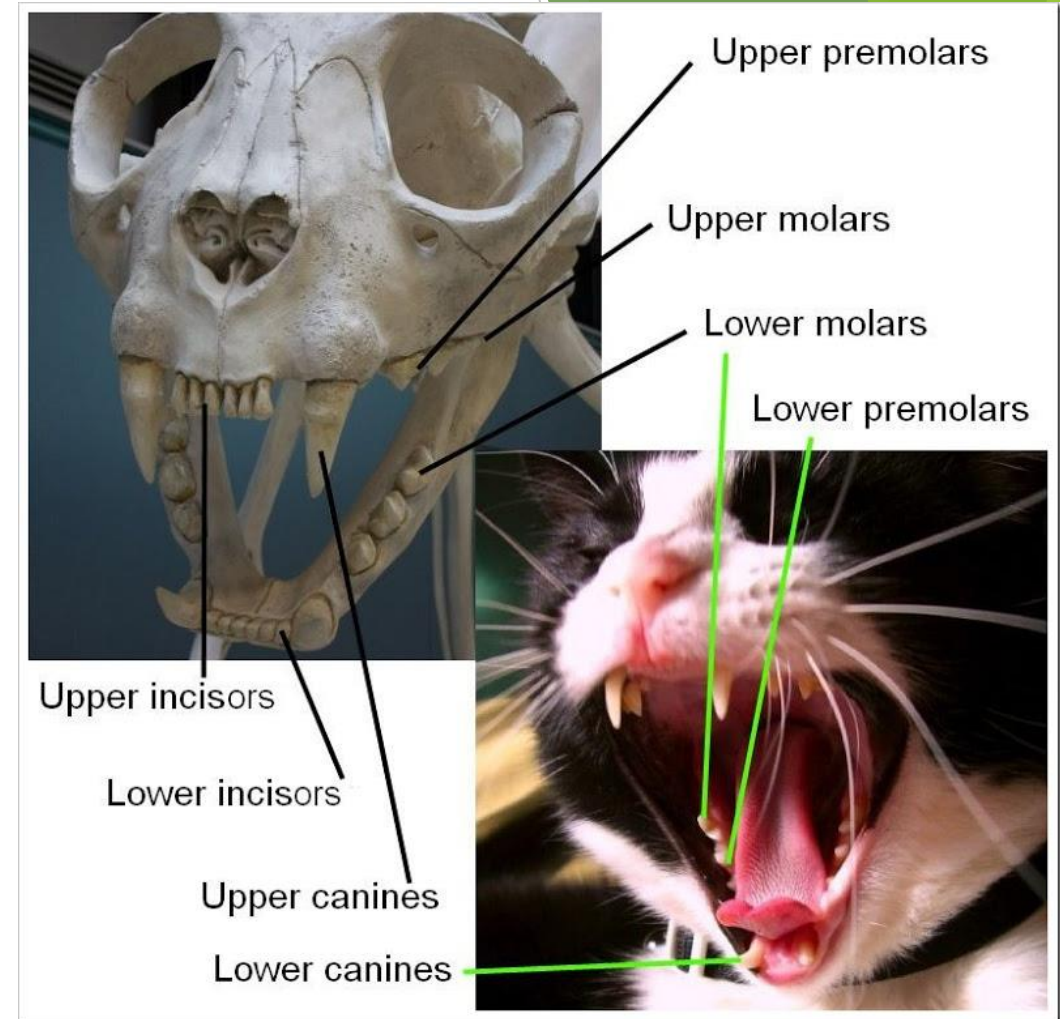 Upper premolars
Upper molars
Lower molars
Lower premolars
Upper incisors
Lower incisors
Upper canines
Lower canines